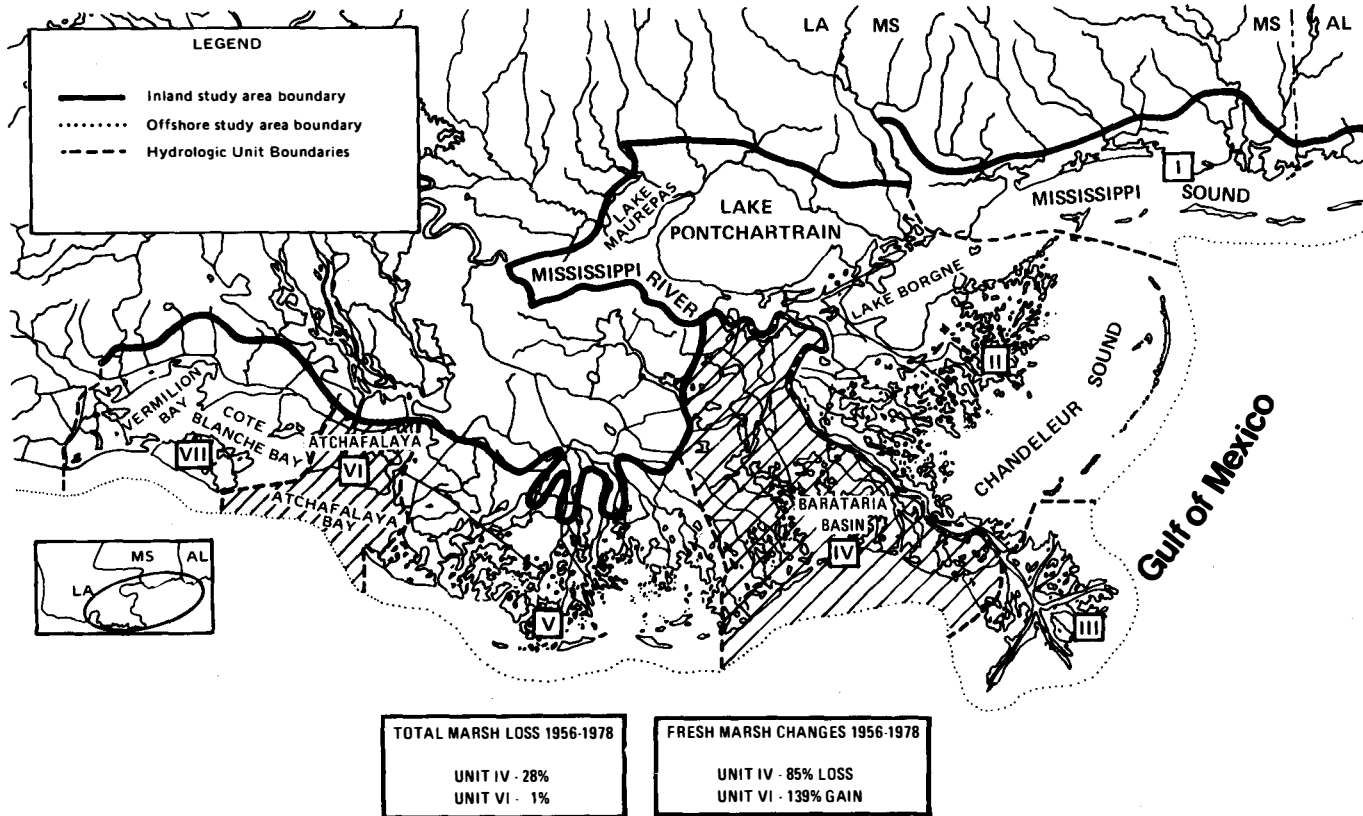 LEGEND
Inland study area boundary
Offshore study area boundary
Hydrologic Unit Boundaries
LA
MS
MS
AL
I
MISSISSIPPI SOUND
LAKE
MAUREPAS
LAKE
PONTCHARTRAIN
MISSISSIPPI RIVER
LAKE BORGNE
II
CHANDELEUR SOUND
Gulf of Mexico
VERMILION
BAY
COTE
BLANCHE BAY
VII
ATCHAFALAYA
VI
ATCHAFALAYA
BAY
BARATARIA
BASIN
IV
V
III
MS
AL
LA
TOTAL MARSH LOSS 1956-1978
UNIT IV - 28%
UNIT VI - 1%
FRESH MARSH CHANGES 1956-1978
UNIT IV - 85% LOSS
UNIT VI - 139% GAIN